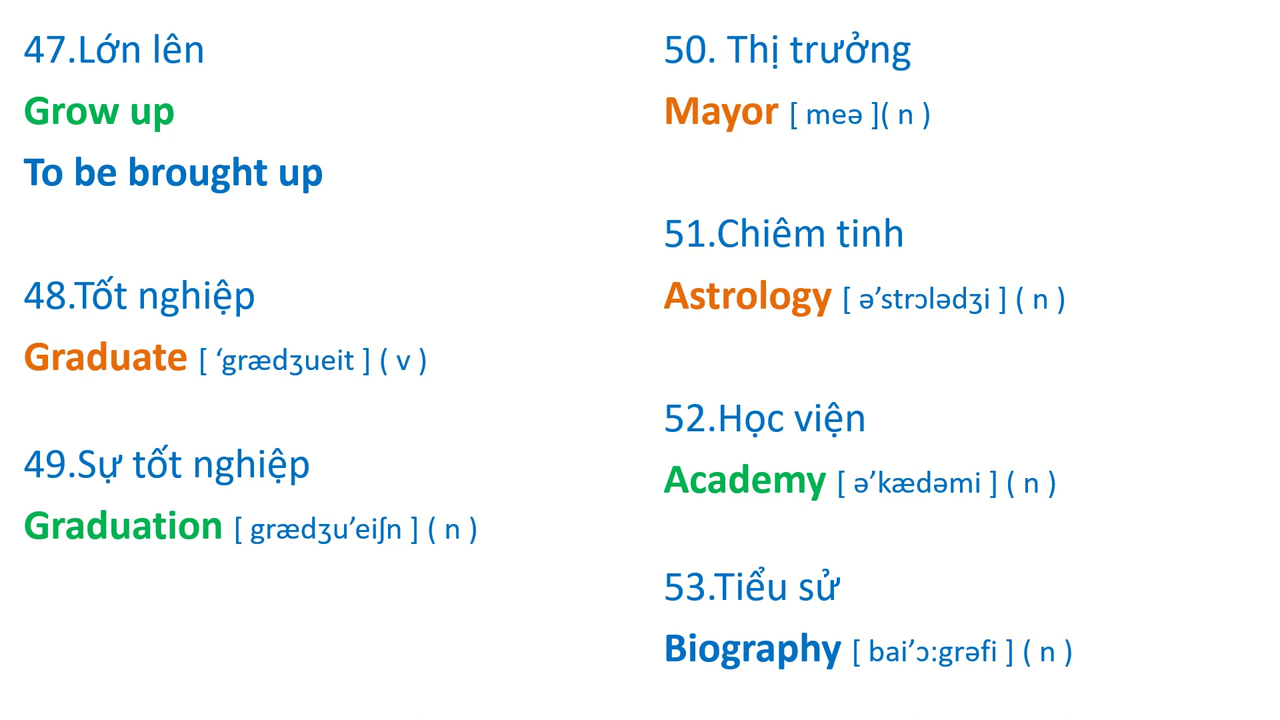 47.Lớn lên
Grow up
To be brought up
48.Tốt nghiệp
Graduate [ ‘grædʒueit ] ( v )
49.Sự tốt nghiệp
Graduation [ grædʒu’eiʃn ] ( n )
50. Thị trưởng
Mayor [ meə ]( n )
51.Chiêm tinh
Astrology [ ə’strɔlədʒi ] ( n )
52.Học viện
Academy [ ə’kædəmi ] ( n )
53.Tiểu sử
Biography [ bai’ɔ:grəfi ] ( n )